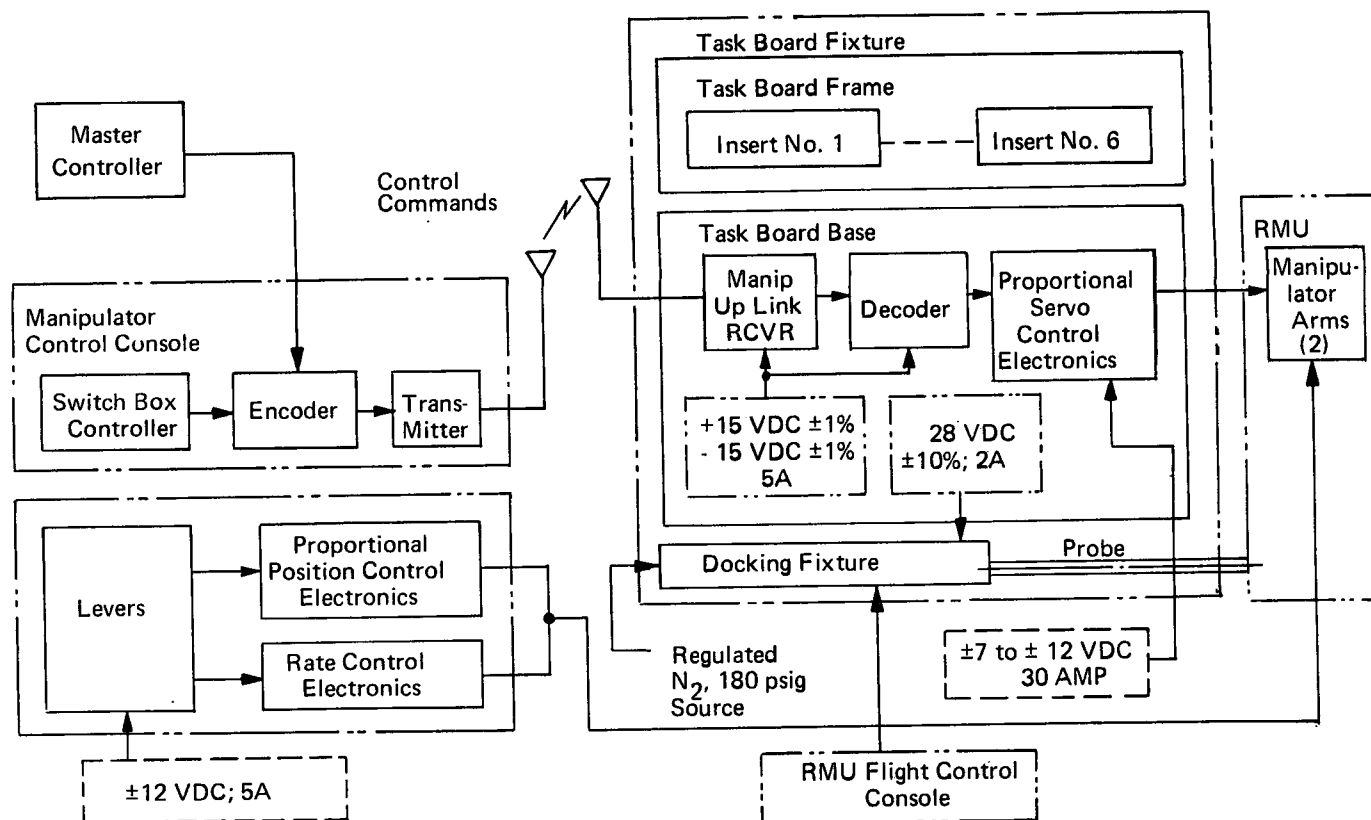 Task Board Fixture
Task Board Frame
Insert No. 1
Insert No. 6
Master
Controller
Control
Commands
Task Board Base
Manip
Up Link
RCVR
Decoder
Proportional
Servo
Control
Electronics
RMU
Manipu-
lator
Arms
(2)
Manipulator
Control Console
Switch Box
Controller
Encoder
Trans-
Mitter
+15 VDC ±1%
- 15 VDC ±1%
5A
28 VDC
±10%; 2A
Levers
Proportional
Position Control
Electronics
Rate Control
Electronics
Docking Fixture
Probe
Regulated
N2, 180 psig
Source
±7 to ± 12 VDC
30 AMP
±12 VDC; 5A
RMU Flight Control
Console